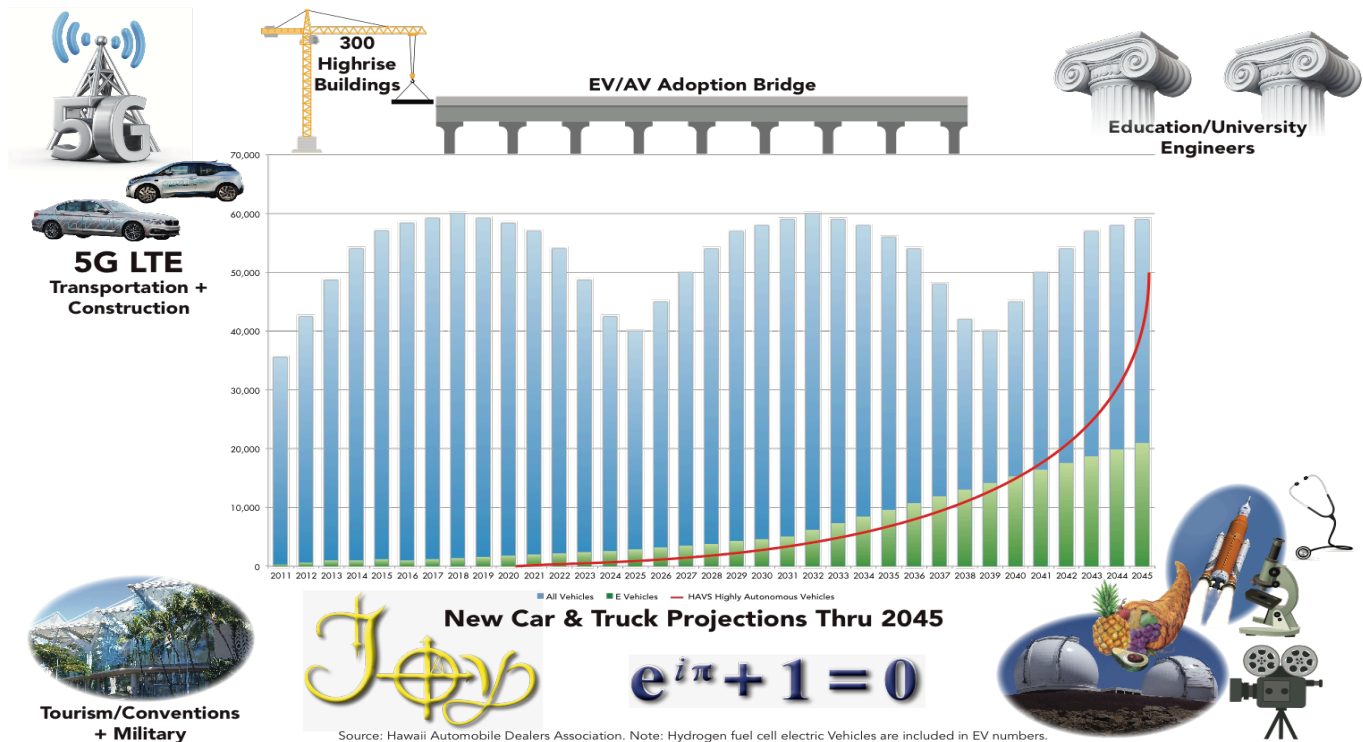 5G
300
Highrise
Buildings
EV/AV Adoption Bridge
Education/University
Engineers
5G LTE
Transportation +
Construction
70,000
60,000
50,000
40,000
30,000
20,000
10,000
0
2011 2012 2013 2014 2015 2016 2017 2018 2019 2020 2021 2022 2023 2024 2025 2026 2027 2028 2029 2030 2031 2032 2033 2034 2035 2036 2037 2038 2039 2040 2041 2042 2043 2044 2045
All Vehicles E Vehicles HAVS Highly Autonomous Vehicles
New Car & Truck Projections Thru 2045
Joy
e^{iπ} + 1 = 0
Tourism/Conventions
+ Military
Source: Hawaii Automobile Dealers Association. Note: Hydrogen fuel cell electric Vehicles are included in EV numbers.